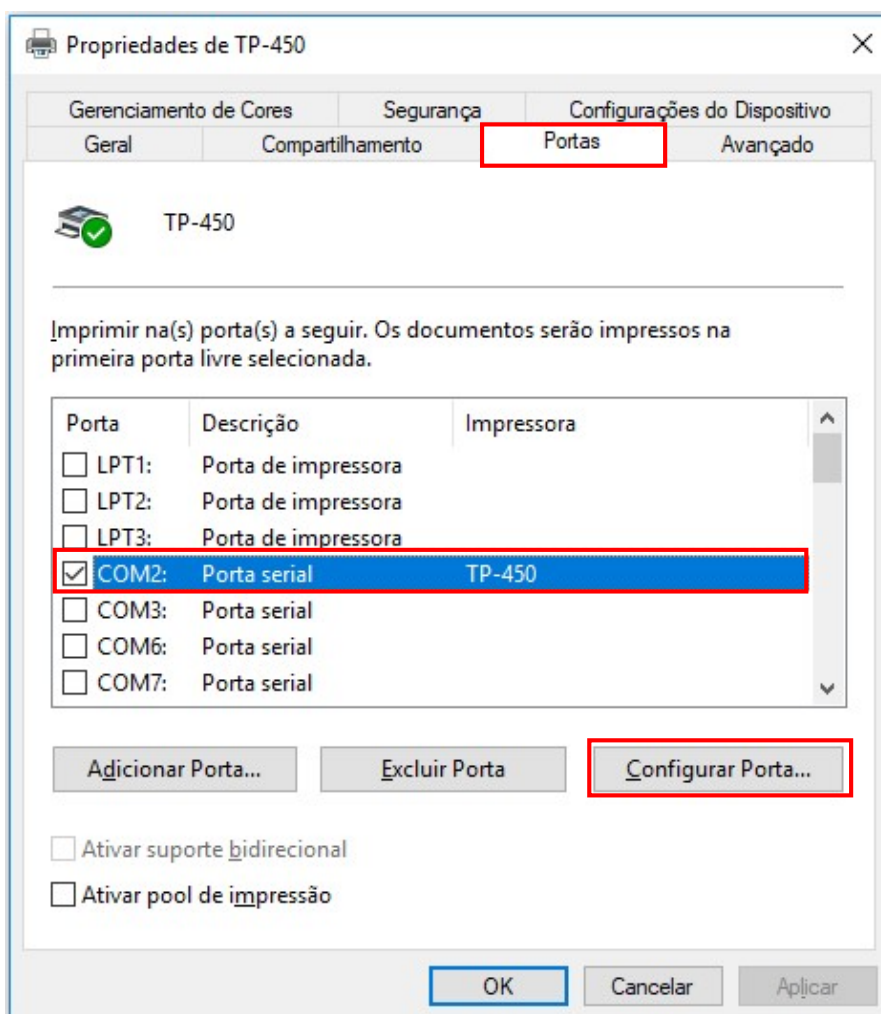 Propriedades de TP-450
Gerenciamento de Cores Segurança Configurações do Dispositivo
Geral Compartilhamento Portas Avançado
TP-450
Imprimir na(s) porta(s) a seguir. Os documentos serão impressos na
primeira porta livre selecionada.
Porta Descrição Impressora
LPT1: Porta de impressora
LPT2: Porta de impressora
LPT3: Porta de impressora
COM2: Porta serial TP-450
COM3: Porta serial
COM6: Porta serial
COM7: Porta serial
Adicionar Porta... Excluir Porta Configurar Porta...
Ativar suporte bidirecional
Ativar pool de impressão
OK Cancelar Aplicar